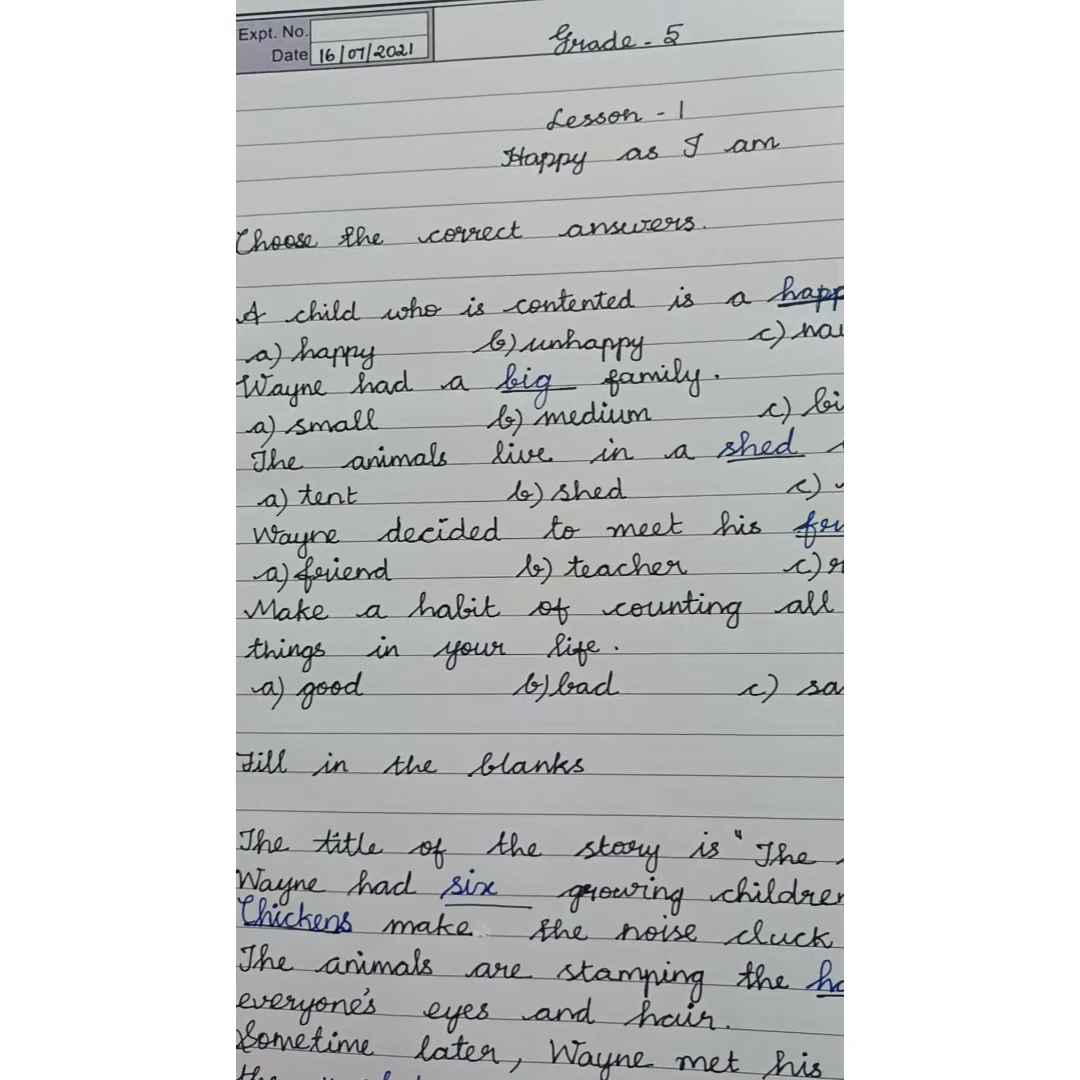 Expt. No.
Date 16/07/2021
Grade - 5
Lesson - 1
Happy as I am
Choose the correct answers.
A child who is contented is a
a) happy b) unhappy c)
Wayne had a big family.
a) small b) medium c)
The animals live in a shed
a) tent b) shed c)
Wayne decided to meet his
a) friend b) teacher c)
Make a habit of counting all
things in your life.
a) good b) bad c)
Fill in the blanks
The title of the story is "The
Wayne had six growing children
Chickens make the noise cluck
The animals are stamping the
everyone's eyes and hair.
Sometime later, Wayne met his